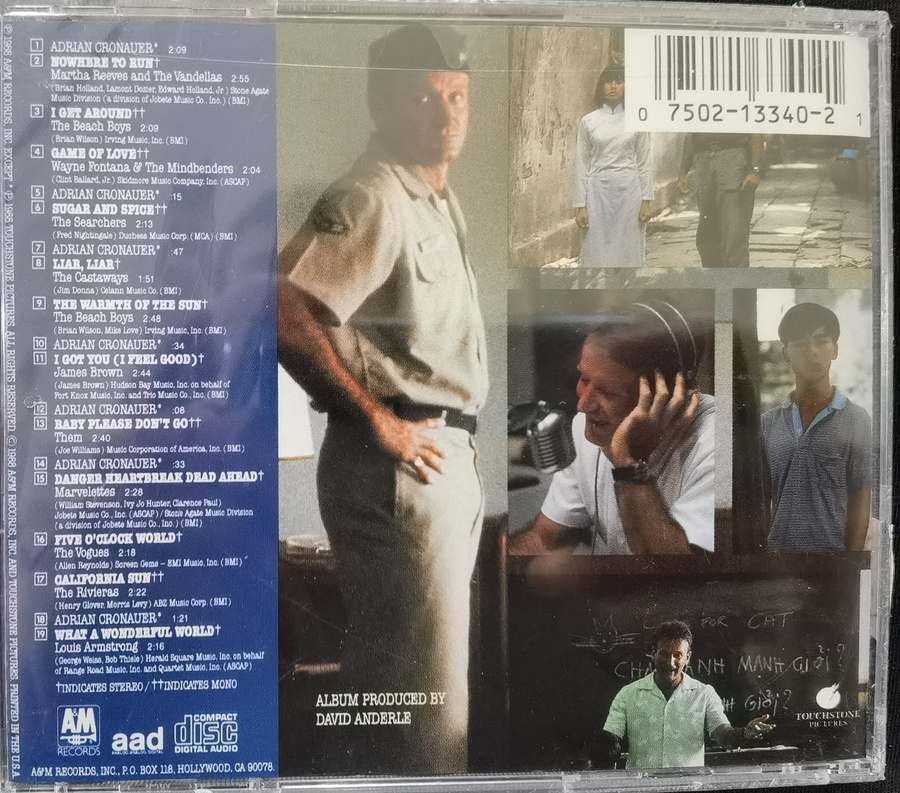 1 ADRIAN CRONAUER* 2:09
2 NOWHERE TO RUN†
Martha Reeves and The Vandellas 2:55
(Brian Holland, Lamont Dozier, Edward Holland, Jr.) Stone Agate
Music Division (a division of Jobete Music Co., Inc.) (BMI)
3 I GET AROUND††
The Beach Boys 2:09
(Brian Wilson) Irving Music, Inc. (BMI)
4 GAME OF LOVE††
Wayne Fontana & The Mindbenders 2:04
(Clint Ballard, Jr.) Skidmore Music Company, Inc. (ASCAP)
5 ADRIAN CRONAUER* :15
6 SUGAR AND SPICE††
The Searchers 2:13
(Fred Nightingale) Duchess Music Corp. (MCA) (BMI)
7 ADRIAN CRONAUER* :47
8 LIAR, LIAR†
The Castaways 1:51
(Jim Donna) Celann Music Co. (BMI)
9 THE WARMTH OF THE SUN†
The Beach Boys 2:48
(Brian Wilson, Mike Love) Irving Music, Inc. (BMI)
10 ADRIAN CRONAUER* :34
11 I GOT YOU (I FEEL GOOD)†
James Brown 2:44
(James Brown) Hudson Bay Music, Inc. on behalf of
Fort Knox Music, Inc. and Trio Music Co., Inc. (BMI)
12 ADRIAN CRONAUER* :08
13 BABY PLEASE DON'T GO††
Them 2:40
(Joe Williams) Music Corporation of America, Inc. (BMI)
14 ADRIAN CRONAUER* :33
15 DANGER HEARTBREAK DEAD AHEAD†
Marvelettes 2:28
(William Stevenson, Ivy Jo Hunter, Clarence Paul)
Jobete Music Co., Inc. (ASCAP)/Stone Agate Music Division
(a division of Jobete Music Co., Inc.) (BMI)
16 FIVE O'CLOCK WORLD†
The Vogues 2:18
(Allen Reynolds) Screen Gems – EMI Music, Inc. (BMI)
17 CALIFORNIA SUN††
The Rivieras 2:22
(Henry Glover, Morris Levy) ABZ Music Corp. (BMI)
18 ADRIAN CRONAUER* 1:21
19 WHAT A WONDERFUL WORLD†
Louis Armstrong 2:16
(George Weiss, Bob Thiele) Herald Square Music, Inc. on behalf
of Range Road Music, Inc. and Quartet Music, Inc. (ASCAP)
†INDICATES STEREO/††INDICATES MONO
A&M
RECORDS
aad
COMPACT
disc
DIGITAL AUDIO
A&M RECORDS, INC., P.O. BOX 118, HOLLYWOOD, CA 90078.
℗ 1988 A&M RECORDS, INC. EXCEPT * ℗ 1988 TOUCHSTONE PICTURES. ALL RIGHTS RESERVED. © 1988 A&M RECORDS, INC. AND TOUCHSTONE PICTURES. PRINTED IN THE U.S.A.
ALBUM PRODUCED BY
DAVID ANDERLE
0 7502-13340-2 1
FOR CAT
MẠNH GIỎI?
GIỎI?
TOUCHSTONE
PICTURES